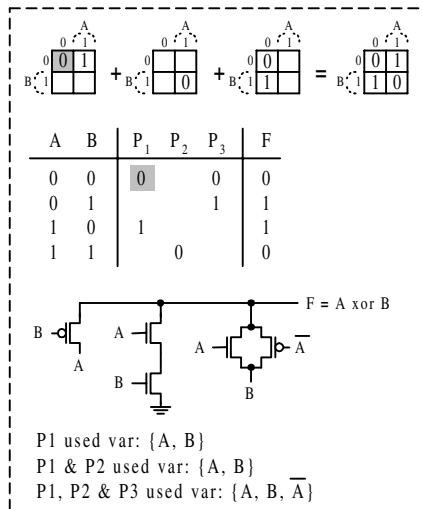 A A A A
0 1 0 1 0 1 0 1
0 0 1 + 0 + 0 0 = 0 0 1
B 1 B 1 0 B 1 1 B 1 1 0
A B P1 P2 P3 F
0 0 0 0 0
0 1 1 1
1 0 1 1
1 1 0 0
F = A xor B
B A A A̅
A B B
P1 used var: {A, B}
P1 & P2 used var: {A, B}
P1, P2 & P3 used var: {A, B, A̅}